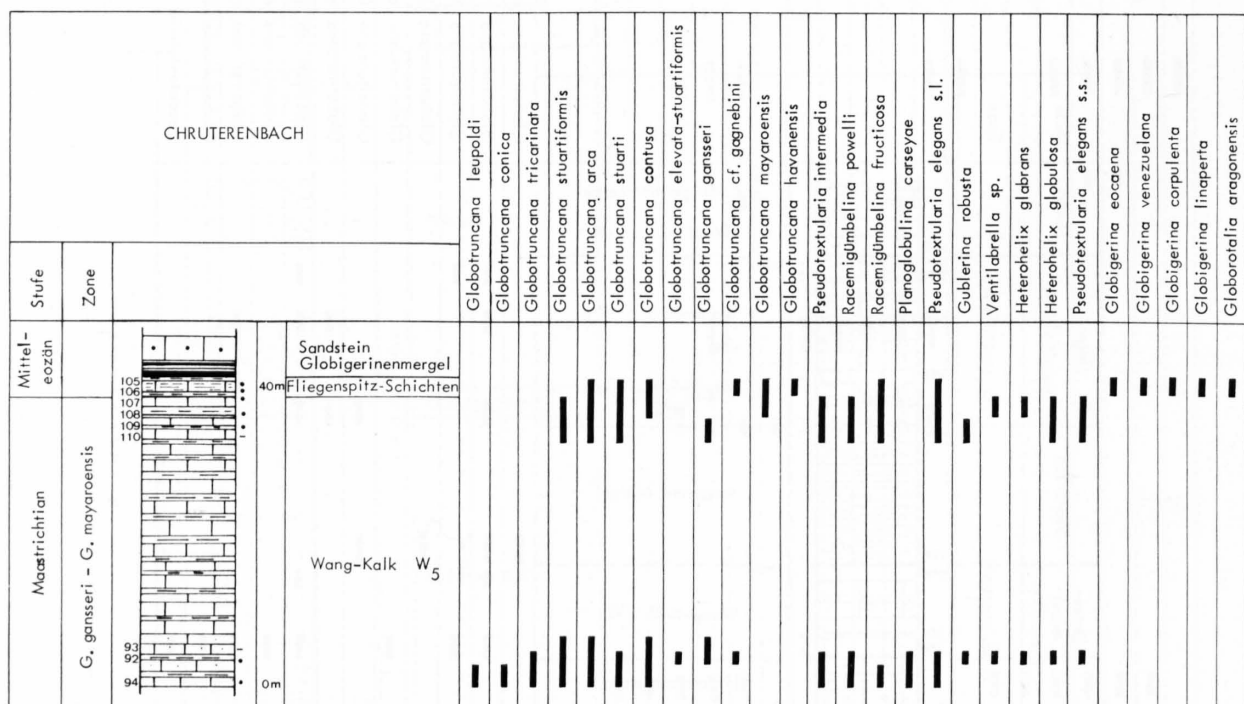 CHRUTERENBACH
Stufe
Zone
Globotruncana leupoldi
Globotruncana conica
Globotruncana tricarinata
Globotruncana stuartiformis
Globotruncana arca
Globotruncana stuarti
Globotruncana contusa
Globotruncana elevata-stuartiformis
Globotruncana gansseri
Globotruncana cf. gagnebini
Globotruncana mayaroensis
Globotruncana havanensis
Pseudotextularia intermedia
Racemigümbelina powelli
Racemigümbelina fructicosa
Planoglobulina carseyae
Pseudotextularia elegans s.l.
Gublerina robusta
Ventilabrella sp.
Heterohelix glabrans
Heterohelix globulosa
Pseudotextularia elegans s.s.
Globigerina eocaena
Globigerina venezuelana
Globigerina corpulenta
Globigerina linaperta
Globorotalia aragonensis
Mittel-
eozän
Maastrichtian
G. gansseri - G. mayaroensis
105
106
107
108
109
110
93
92
94
40m
0m
Sandstein
Globigerinenmergel
Fliegenspitz-Schichten
Wang-Kalk W5